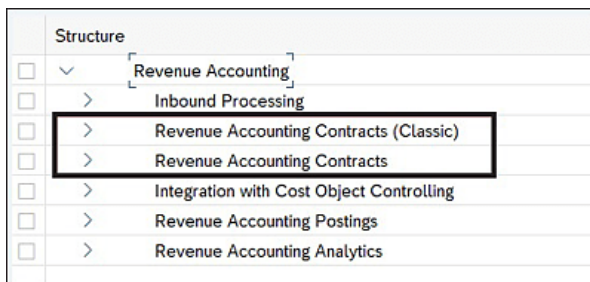 Structure
Revenue Accounting
Inbound Processing
Revenue Accounting Contracts (Classic)
Revenue Accounting Contracts
Integration with Cost Object Controlling
Revenue Accounting Postings
Revenue Accounting Analytics